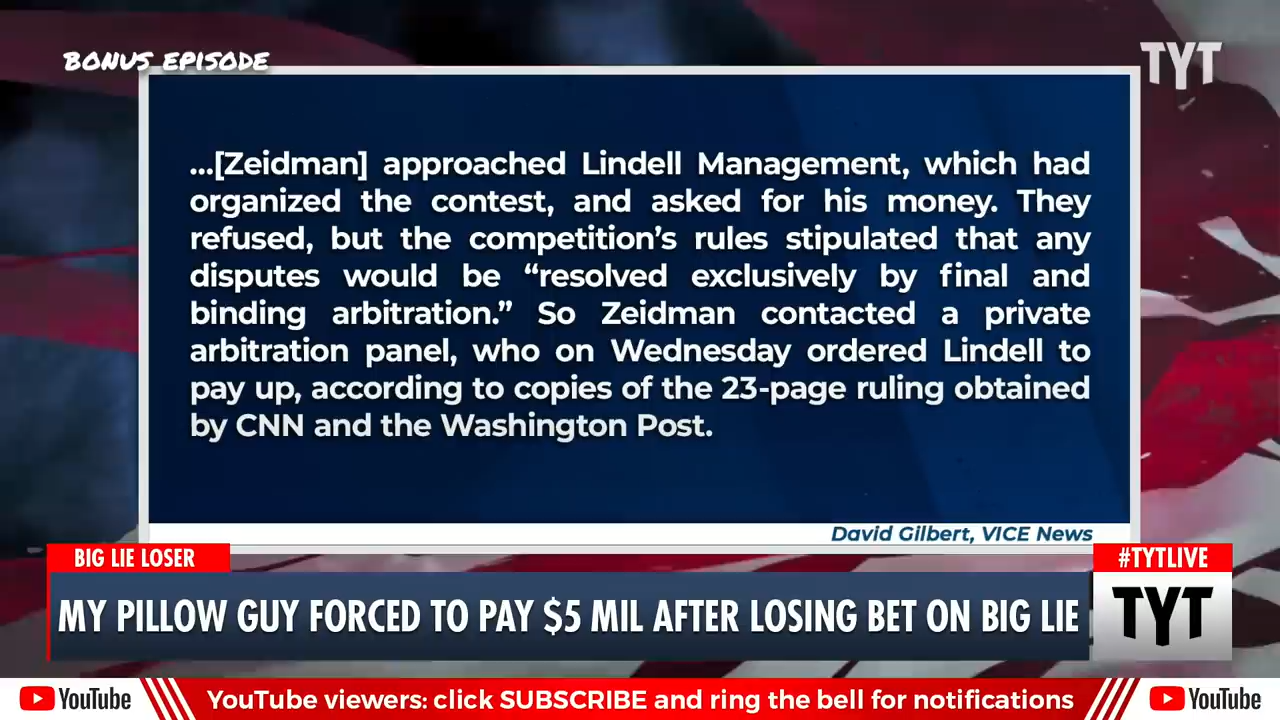 BONUS EPISODE
TYT
...[Zeidman] approached Lindell Management, which had
organized the contest, and asked for his money. They
refused, but the competition's rules stipulated that any
disputes would be “resolved exclusively by final and
binding arbitration.” So Zeidman contacted a private
arbitration panel, who on Wednesday ordered Lindell to
pay up, according to copies of the 23-page ruling obtained
by CNN and the Washington Post.
David Gilbert, VICE News
BIG LIE LOSER
#TYTLIVE
MY PILLOW GUY FORCED TO PAY $5 MIL AFTER LOSING BET ON BIG LIE
TYT
YouTube
YouTube viewers: click SUBSCRIBE and ring the bell for notifications
YouTube